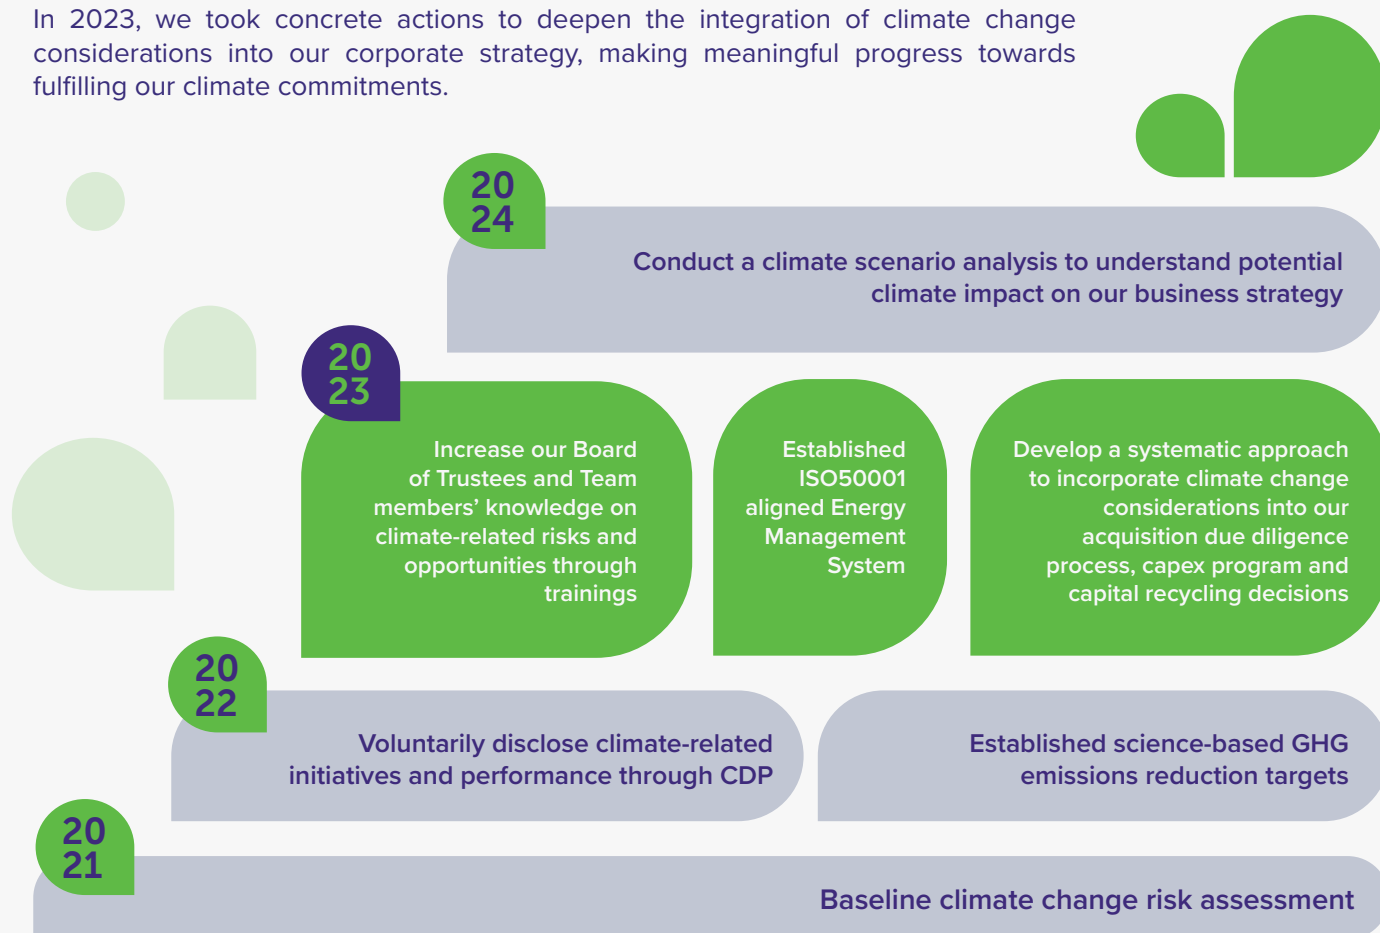 In 2023, we took concrete actions to deepen the integration of climate change
considerations into our corporate strategy, making meaningful progress towards
fulfilling our climate commitments.
20
24
Conduct a climate scenario analysis to understand potential
climate impact on our business strategy
20
23
Increase our Board
of Trustees and Team
members’ knowledge on
climate-related risks and
opportunities through
trainings
Established
ISO50001
aligned Energy
Management
System
Develop a systematic approach
to incorporate climate change
considerations into our
acquisition due diligence
process, capex program and
capital recycling decisions
20
22
Voluntarily disclose climate-related
initiatives and performance through CDP
Established science-based GHG
emissions reduction targets
20
21
Baseline climate change risk assessment